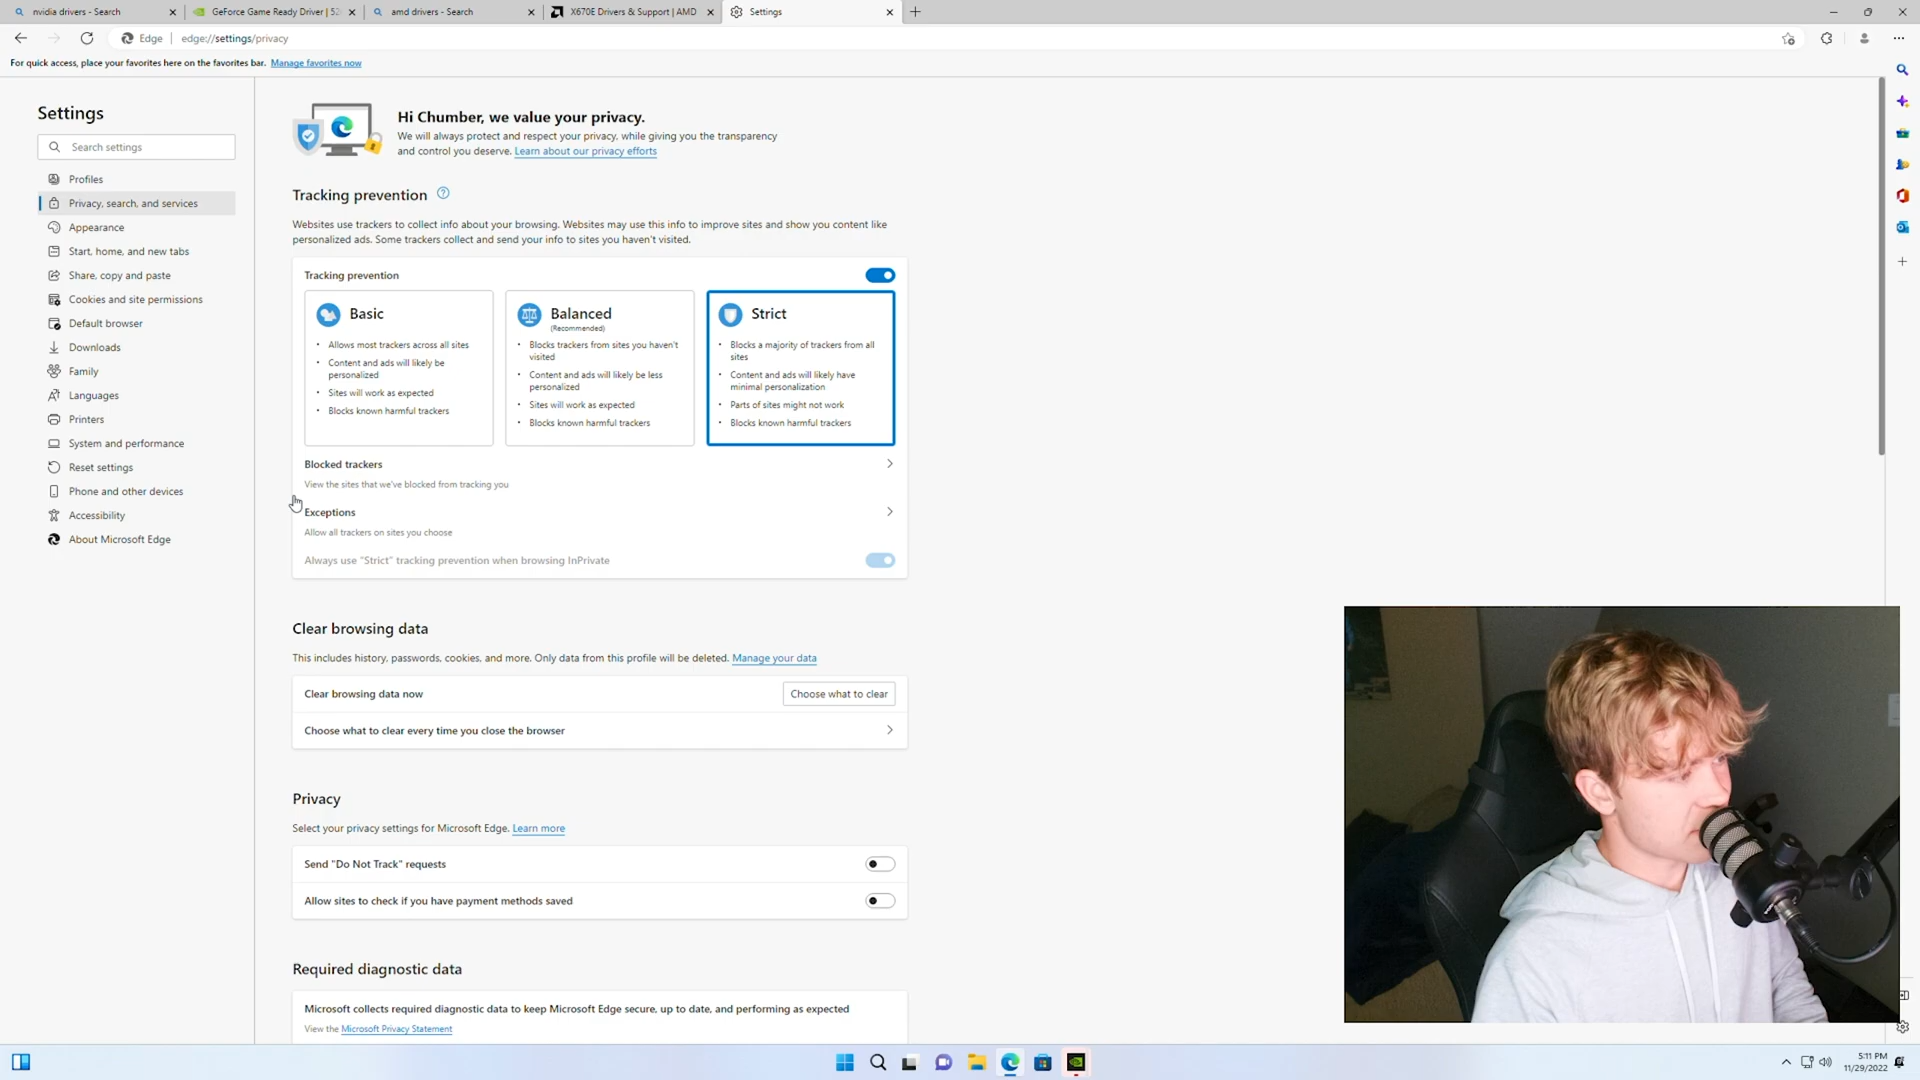 nvidia drivers - Search
GeForce Game Ready Driver | 52
amd drivers - Search
X670E Drivers & Support | AMD
Settings
Edge
edge://settings/privacy
For quick access, place your favorites here on the favorites bar. Manage favorites now
Settings
Search settings
Profiles
Privacy, search, and services
Appearance
Start, home, and new tabs
Share, copy and paste
Cookies and site permissions
Default browser
Downloads
Family
Languages
Printers
System and performance
Reset settings
Phone and other devices
Accessibility
About Microsoft Edge
Hi Chumber, we value your privacy.
We will always protect and respect your privacy, while giving you the transparency
and control you deserve. Learn about our privacy efforts
Tracking prevention
Websites use trackers to collect info about your browsing. Websites may use this info to improve sites and show you content like
personalized ads. Some trackers collect and send your info to sites you haven't visited.
Tracking prevention
Basic
• Allows most trackers across all sites
• Content and ads will likely be
personalized
• Sites will work as expected
• Blocks known harmful trackers
Balanced
(Recommended)
• Blocks trackers from sites you haven't
visited
• Content and ads will likely be less
personalized
• Sites will work as expected
• Blocks known harmful trackers
Strict
• Blocks a majority of trackers from all
sites
• Content and ads will likely have
minimal personalization
• Parts of sites might not work
• Blocks known harmful trackers
Blocked trackers
View the sites that we've blocked from tracking you
Exceptions
Allow all trackers on sites you choose
Always use "Strict" tracking prevention when browsing InPrivate
Clear browsing data
This includes history, passwords, cookies, and more. Only data from this profile will be deleted. Manage your data
Clear browsing data now
Choose what to clear
Choose what to clear every time you close the browser
Privacy
Select your privacy settings for Microsoft Edge. Learn more
Send "Do Not Track" requests
Allow sites to check if you have payment methods saved
Required diagnostic data
Microsoft collects required diagnostic data to keep Microsoft Edge secure, up to date, and performing as expected
View the Microsoft Privacy Statement
5:11 PM
11/29/2022